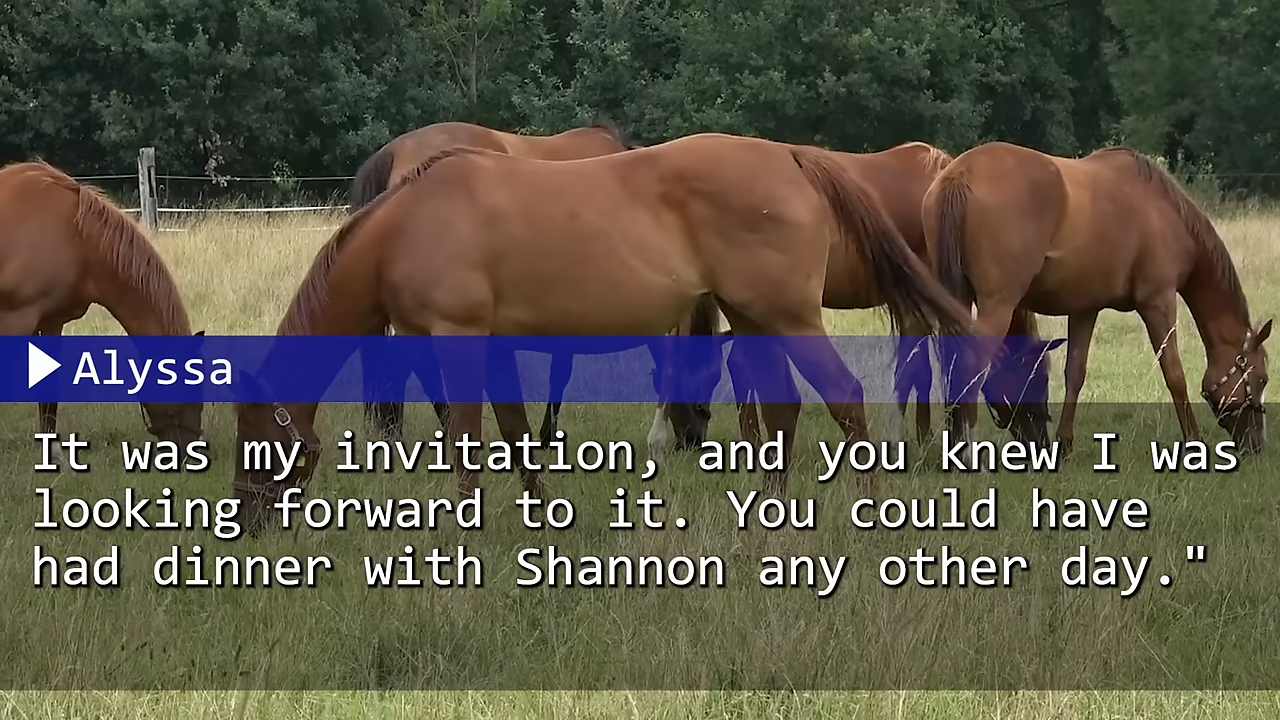 Alyssa
It was my invitation, and you knew I was
looking forward to it. You could have
had dinner with Shannon any other day."